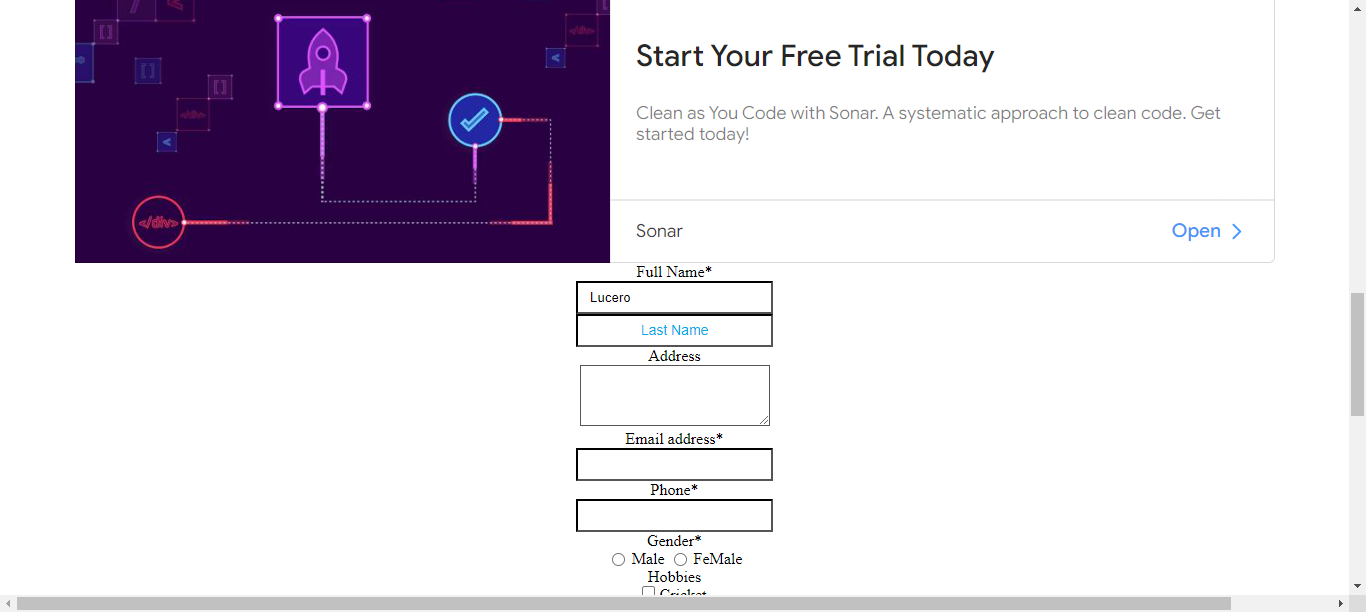 Start Your Free Trial Today
Clean as You Code with Sonar. A systematic approach to clean code. Get
started today!
</div>
Sonar
Open
Full Name*
Lucero
Last Name
Address
Email address*
Phone*
Gender*
Male FeMale
Hobbies
Cricket